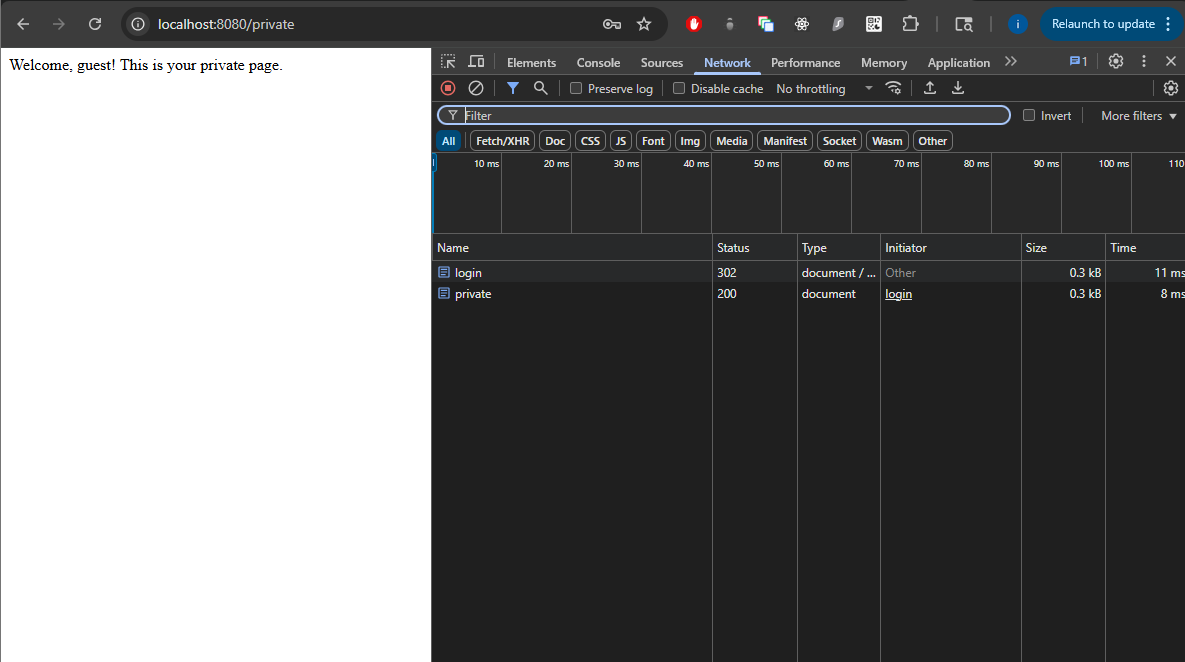 localhost:8080/private
i
Relaunch to update
Welcome, guest! This is your private page.
Elements Console Sources Network Performance Memory Application 1
Preserve log Disable cache No throttling
Filter Invert More filters
All Fetch/XHR Doc CSS JS Font Img Media Manifest Socket Wasm Other
10 ms 20 ms 30 ms 40 ms 50 ms 60 ms 70 ms 80 ms 90 ms 100 ms 110
Name Status Type Initiator Size Time
login 302 document / ... Other 0.3 kB 11 ms
private 200 document login 0.3 kB 8 ms